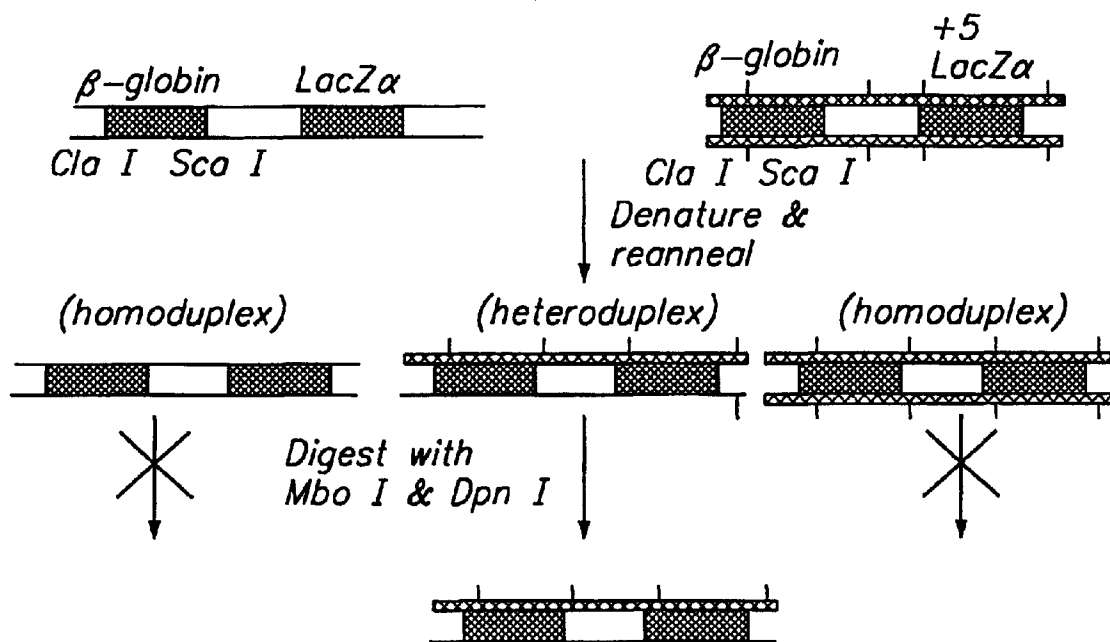 β-globin LacZα
Cla I Sca I
+5
β-globin LacZα
Cla I Sca I
Denature &
reanneal
(homoduplex) (heteroduplex) (homoduplex)
Digest with
Mbo I & Dpn I